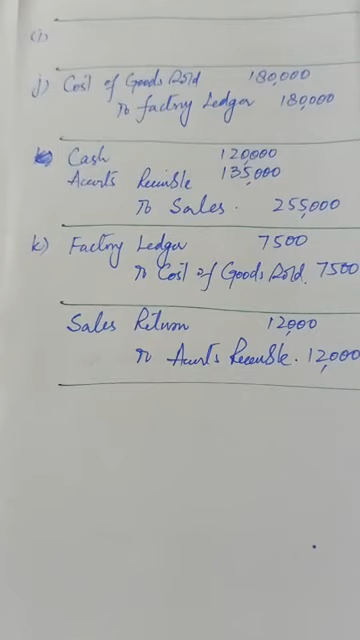 (i)
j) Cost of Goods Sold 180,000
To factory Ledger 180,000
Cash 120,000
Accounts Receivable 135,000
To Sales. 255,000
k) Factory Ledger 7500
To Cost of Goods Sold. 7500
Sales Return 12,000
To Accounts Receivable. 12,000